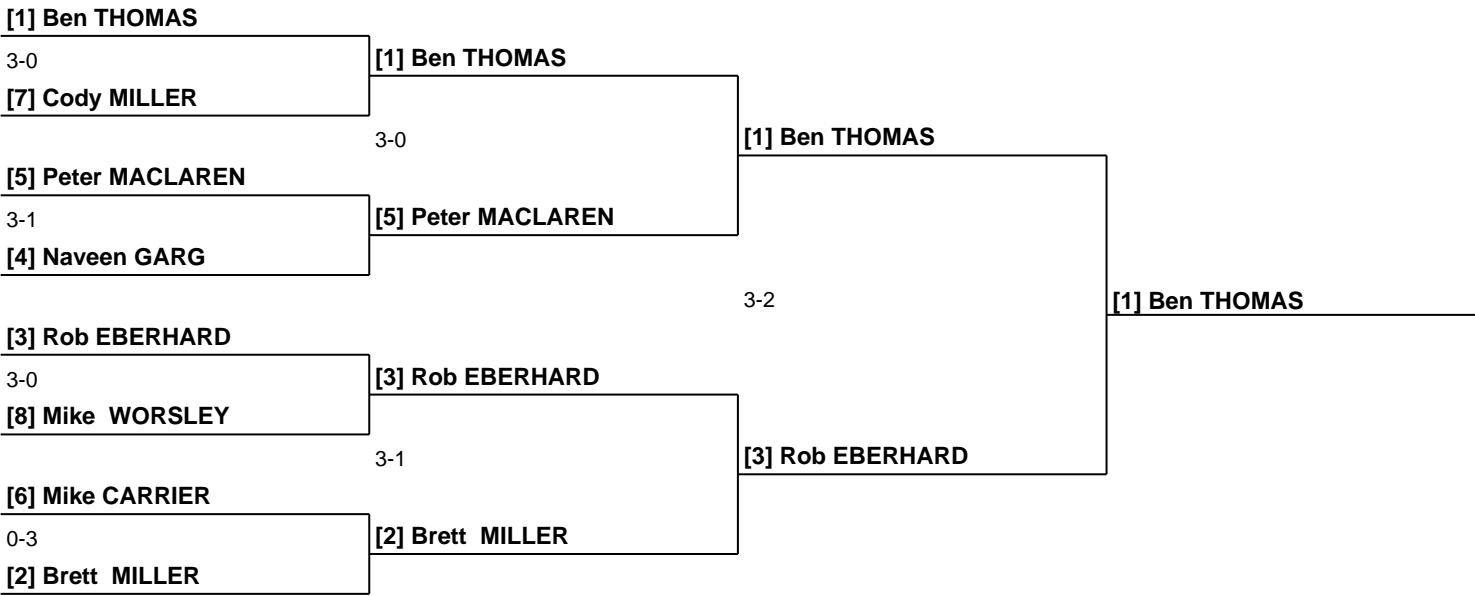 [1] Ben THOMAS
3-0
[7] Cody MILLER
[1] Ben THOMAS
3-0
[5] Peter MACLAREN
3-1
[4] Naveen GARG
[5] Peter MACLAREN
[1] Ben THOMAS
3-2
[1] Ben THOMAS
[3] Rob EBERHARD
3-0
[8] Mike  WORSLEY
[3] Rob EBERHARD
3-1
[6] Mike CARRIER
0-3
[2] Brett  MILLER
[2] Brett  MILLER
[3] Rob EBERHARD